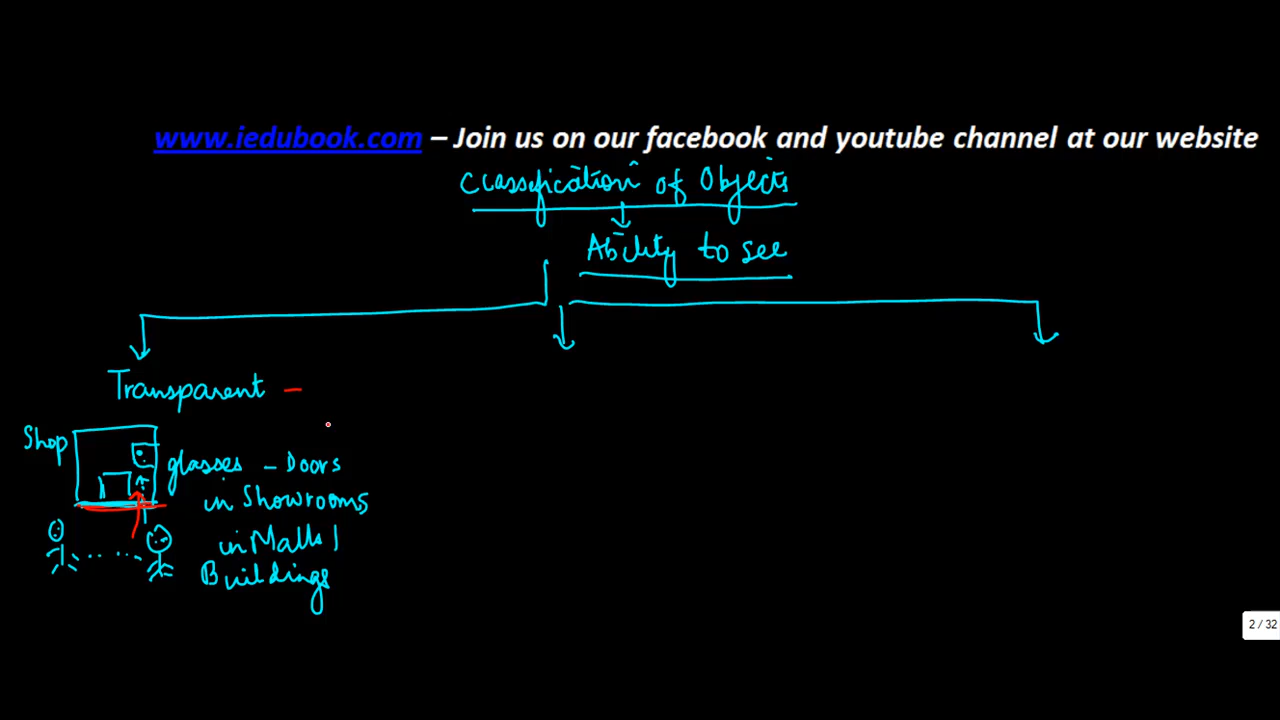 www.iedubook.com – Join us on our facebook and youtube channel at our website
Classification of Objects
Ability to see
Transparent –
Shop
glasses – Doors
in Showrooms
in Malls /
Buildings
2 / 32